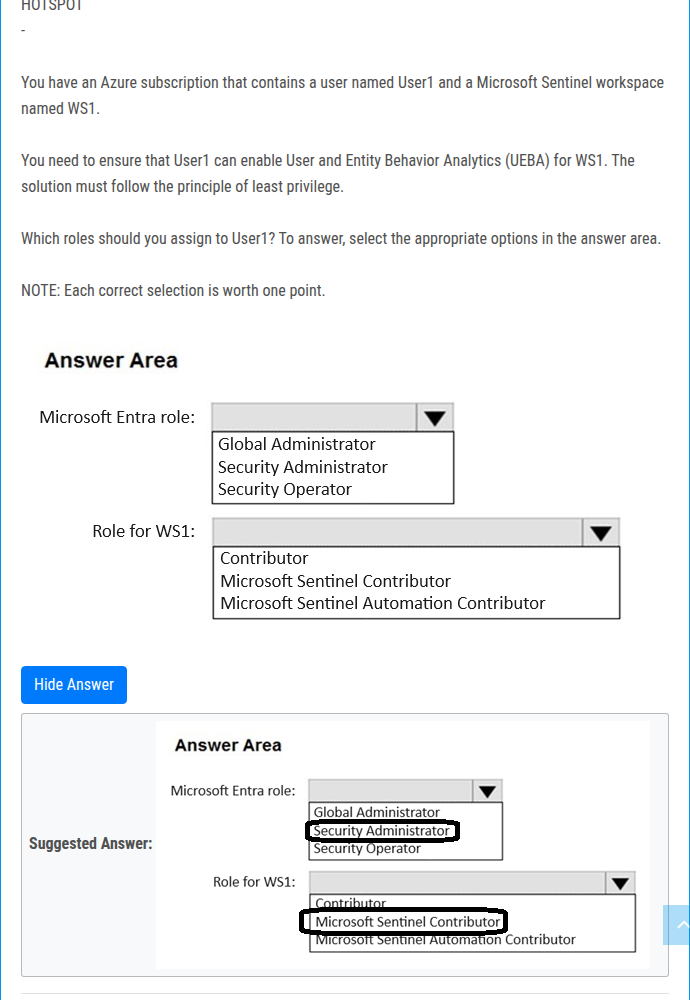 HOTSPOT
-
You have an Azure subscription that contains a user named User1 and a Microsoft Sentinel workspace
named WS1.
You need to ensure that User1 can enable User and Entity Behavior Analytics (UEBA) for WS1. The
solution must follow the principle of least privilege.
Which roles should you assign to User1? To answer, select the appropriate options in the answer area.
NOTE: Each correct selection is worth one point.
Answer Area
Microsoft Entra role:
Global Administrator
Security Administrator
Security Operator
Role for WS1:
Contributor
Microsoft Sentinel Contributor
Microsoft Sentinel Automation Contributor
Hide Answer
Suggested Answer:
Answer Area
Microsoft Entra role:
Global Administrator
Security Administrator
Security Operator
Role for WS1:
Contributor
Microsoft Sentinel Contributor
Microsoft Sentinel Automation Contributor